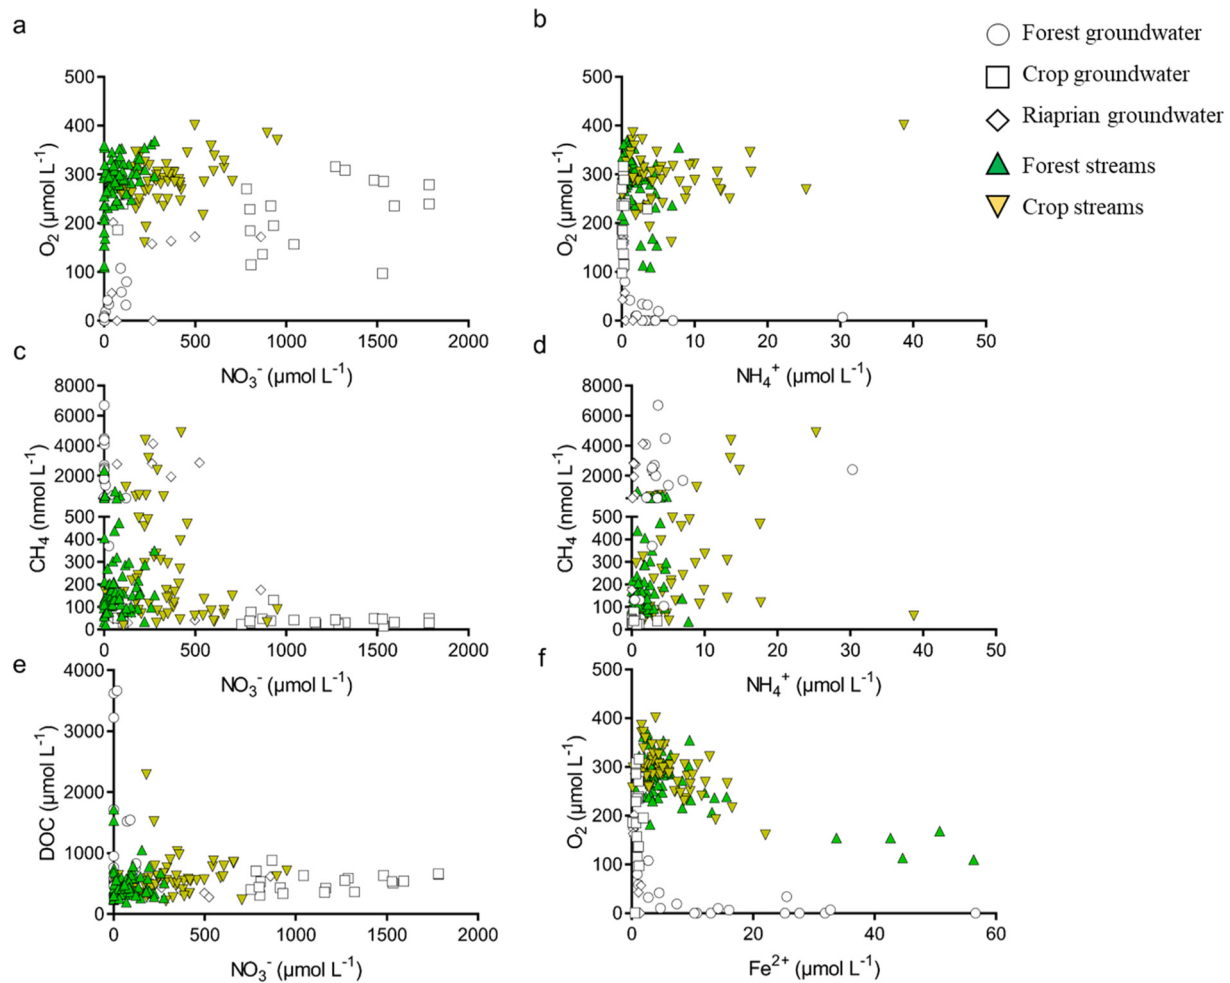 a
b
Forest groundwater
Crop groundwater
Riaprian groundwater
Forest streams
Crop streams
500
400
300
200
100
0
O₂ (µmol L⁻¹)
0 500 1000 1500 2000
NO₃⁻ (µmol L⁻¹)
500
400
300
200
100
0
O₂ (µmol L⁻¹)
0 10 20 30 40 50
NH₄⁺ (µmol L⁻¹)
c
d
8000
6000
4000
2000
500
400
300
200
100
0
CH₄ (nmol L⁻¹)
0 500 1000 1500 2000
NO₃⁻ (µmol L⁻¹)
8000
6000
4000
2000
500
400
300
200
100
0
CH₄ (nmol L⁻¹)
0 10 20 30 40 50
NH₄⁺ (µmol L⁻¹)
e
f
4000
3000
2000
1000
0
DOC (µmol L⁻¹)
0 500 1000 1500 2000
NO₃⁻ (µmol L⁻¹)
500
400
300
200
100
0
O₂ (µmol L⁻¹)
0 20 40 60
Fe²⁺ (µmol L⁻¹)